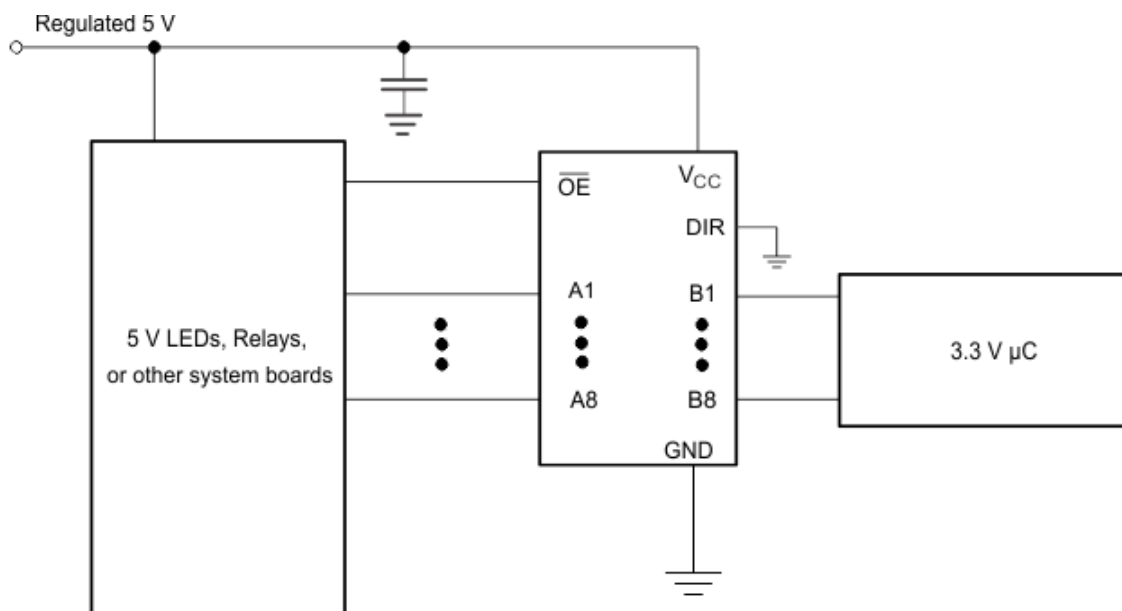 Regulated 5 V
OE
VCC
DIR
A1
B1
5 V LEDs, Relays,
or other system boards
3.3 V µC
A8
B8
GND